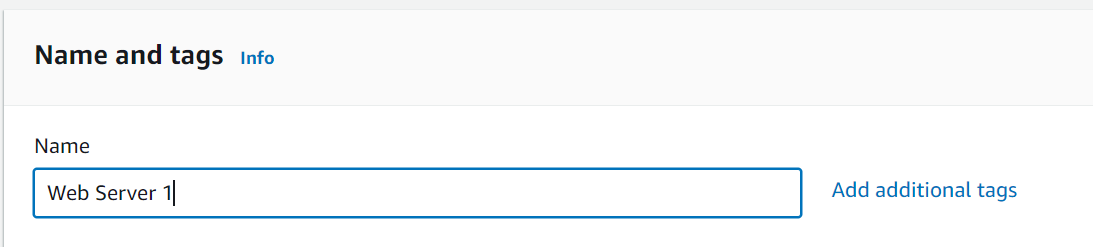 Name and tags Info
Name
Web Server 1
Add additional tags